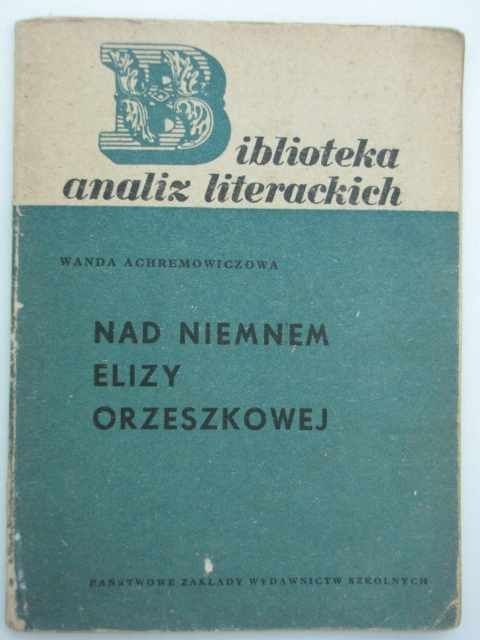 Biblioteka
analiz literackich
WANDA ACHREMOWICZOWA
NAD NIEMNEM
ELIZY
ORZESZKOWEJ
PAŃSTWOWE ZAKŁADY WYDAWNICTW SZKOLNYCH